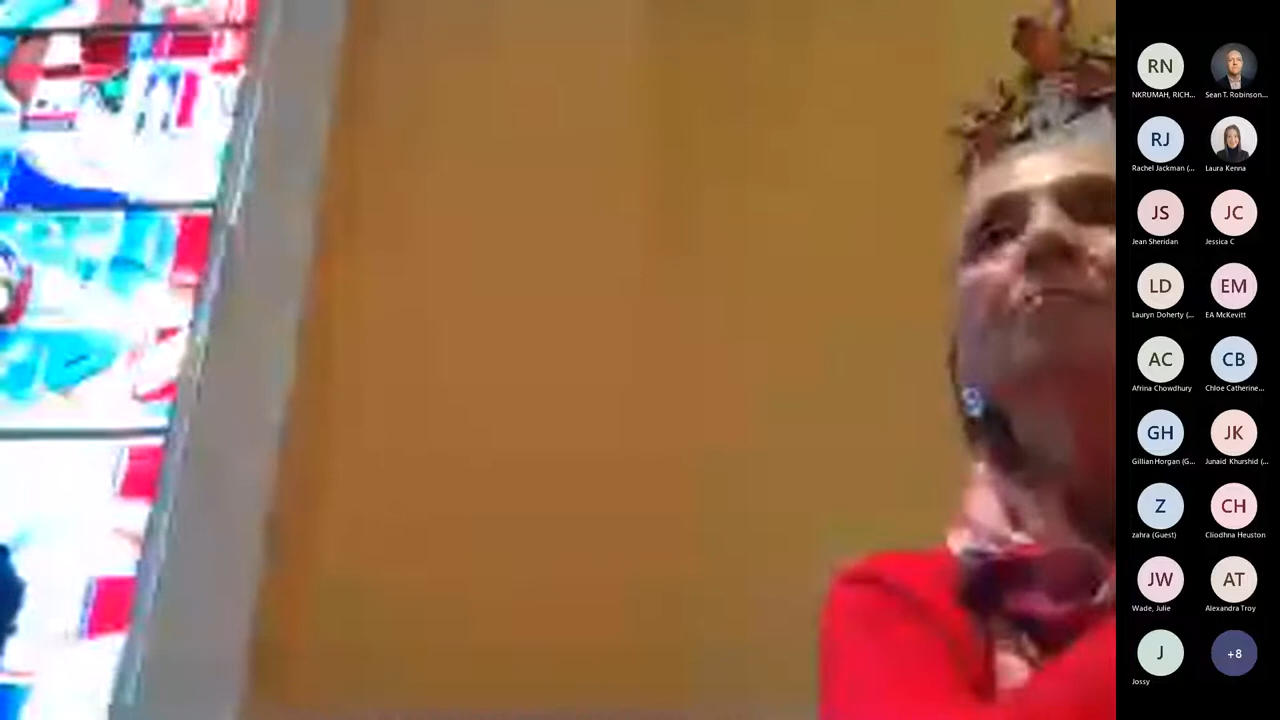 RN
NKRUMAH, RICH...
Sean T. Robinson...
RJ
Rachel Jackman (...
Laura Kenna
JS
Jean Sheridan
JC
Jessica C
LD
Lauryn Doherty (...
EM
EA McKevitt
AC
Afrina Chowdhury
CB
Chloe Catherine...
GH
Gillian Horgan (G...
JK
Junaid Khurshid (...
Z
zahra (Guest)
CH
Cliodhna Heuston
JW
Wade, Julie
AT
Alexandra Troy
J
Jossy
+8